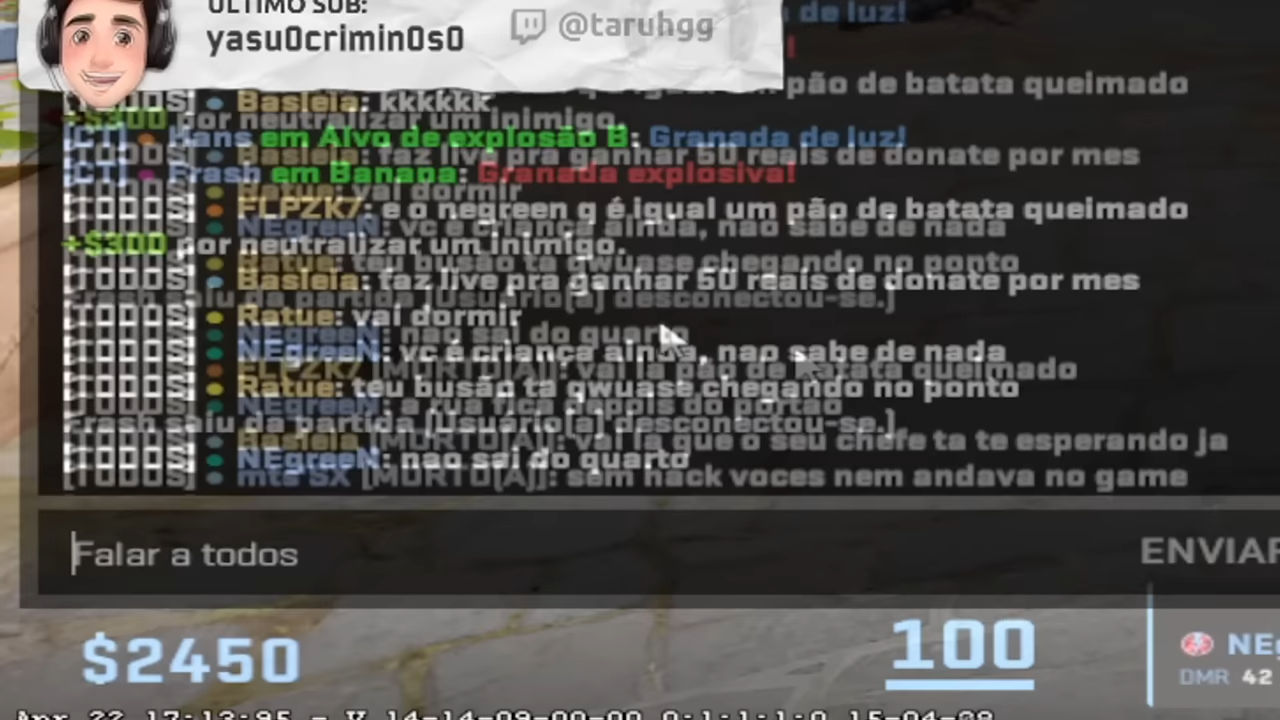 ÚLTIMO SUB:
yasu0crimin0s0
@taruhgg
de luz!
pão de batata queimado
[TODOS] Basleia: kkkkkk
+$300 por neutralizar um inimigo.
[CT] Kans em Alvo de explosão B: Granada de luz!
[TODOS] Basleia: faz live pra ganhar 50 reais de donate por mes
[CT] Frash em Banana: Granada explosiva!
Ratue: vai dormir
[TODOS] FLPZK7: e o negreen g é igual um pão de batata queimado
NEgreeN: vc é criança ainda, nao sabe de nada
+$300 por neutralizar um inimigo.
Ratue: teu busão ta qwuase chegando no ponto
[TODOS] Basleia: faz live pra ganhar 50 reais de donate por mes
Frash saiu da partida [Usuário(a) desconectou-se.]
[TODOS] Ratue: vai dormir
NEgreeN: nao sai do quarto
[TODOS] NEgreeN: vc é criança ainda, nao sabe de nada
FLPZK7 [MORTO(A)]: vai la pão de batata queimado
[TODOS] Ratue: teu busão ta qwuase chegando no ponto
[TODOS] NEgreeN: a rua fica depois do portão
Frash saiu da partida [Usuário(a) desconectou-se.]
[TODOS] Basleia [MORTO(A)]: vai la que o seu chefe ta te esperando ja
[TODOS] NEgreeN: nao sai do quarto
[TODOS] mts SX [MORTO(A)]: sem hack voces nem andava no game
Falar a todos
ENVIAR
$2450
100
NEg
DMR 42